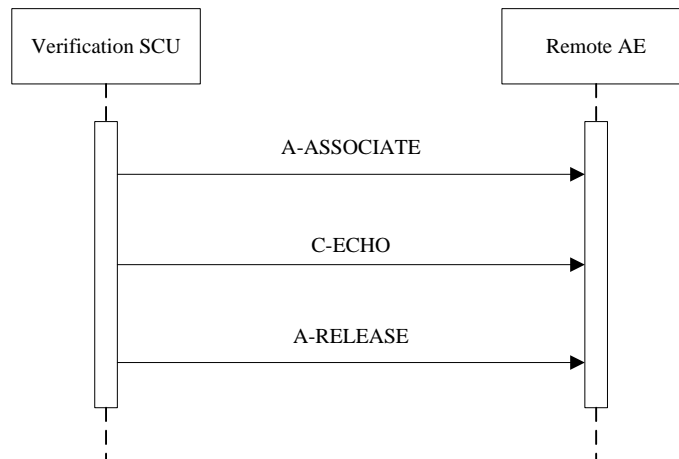 Verification SCU
Remote AE
A-ASSOCIATE
C-ECHO
A-RELEASE